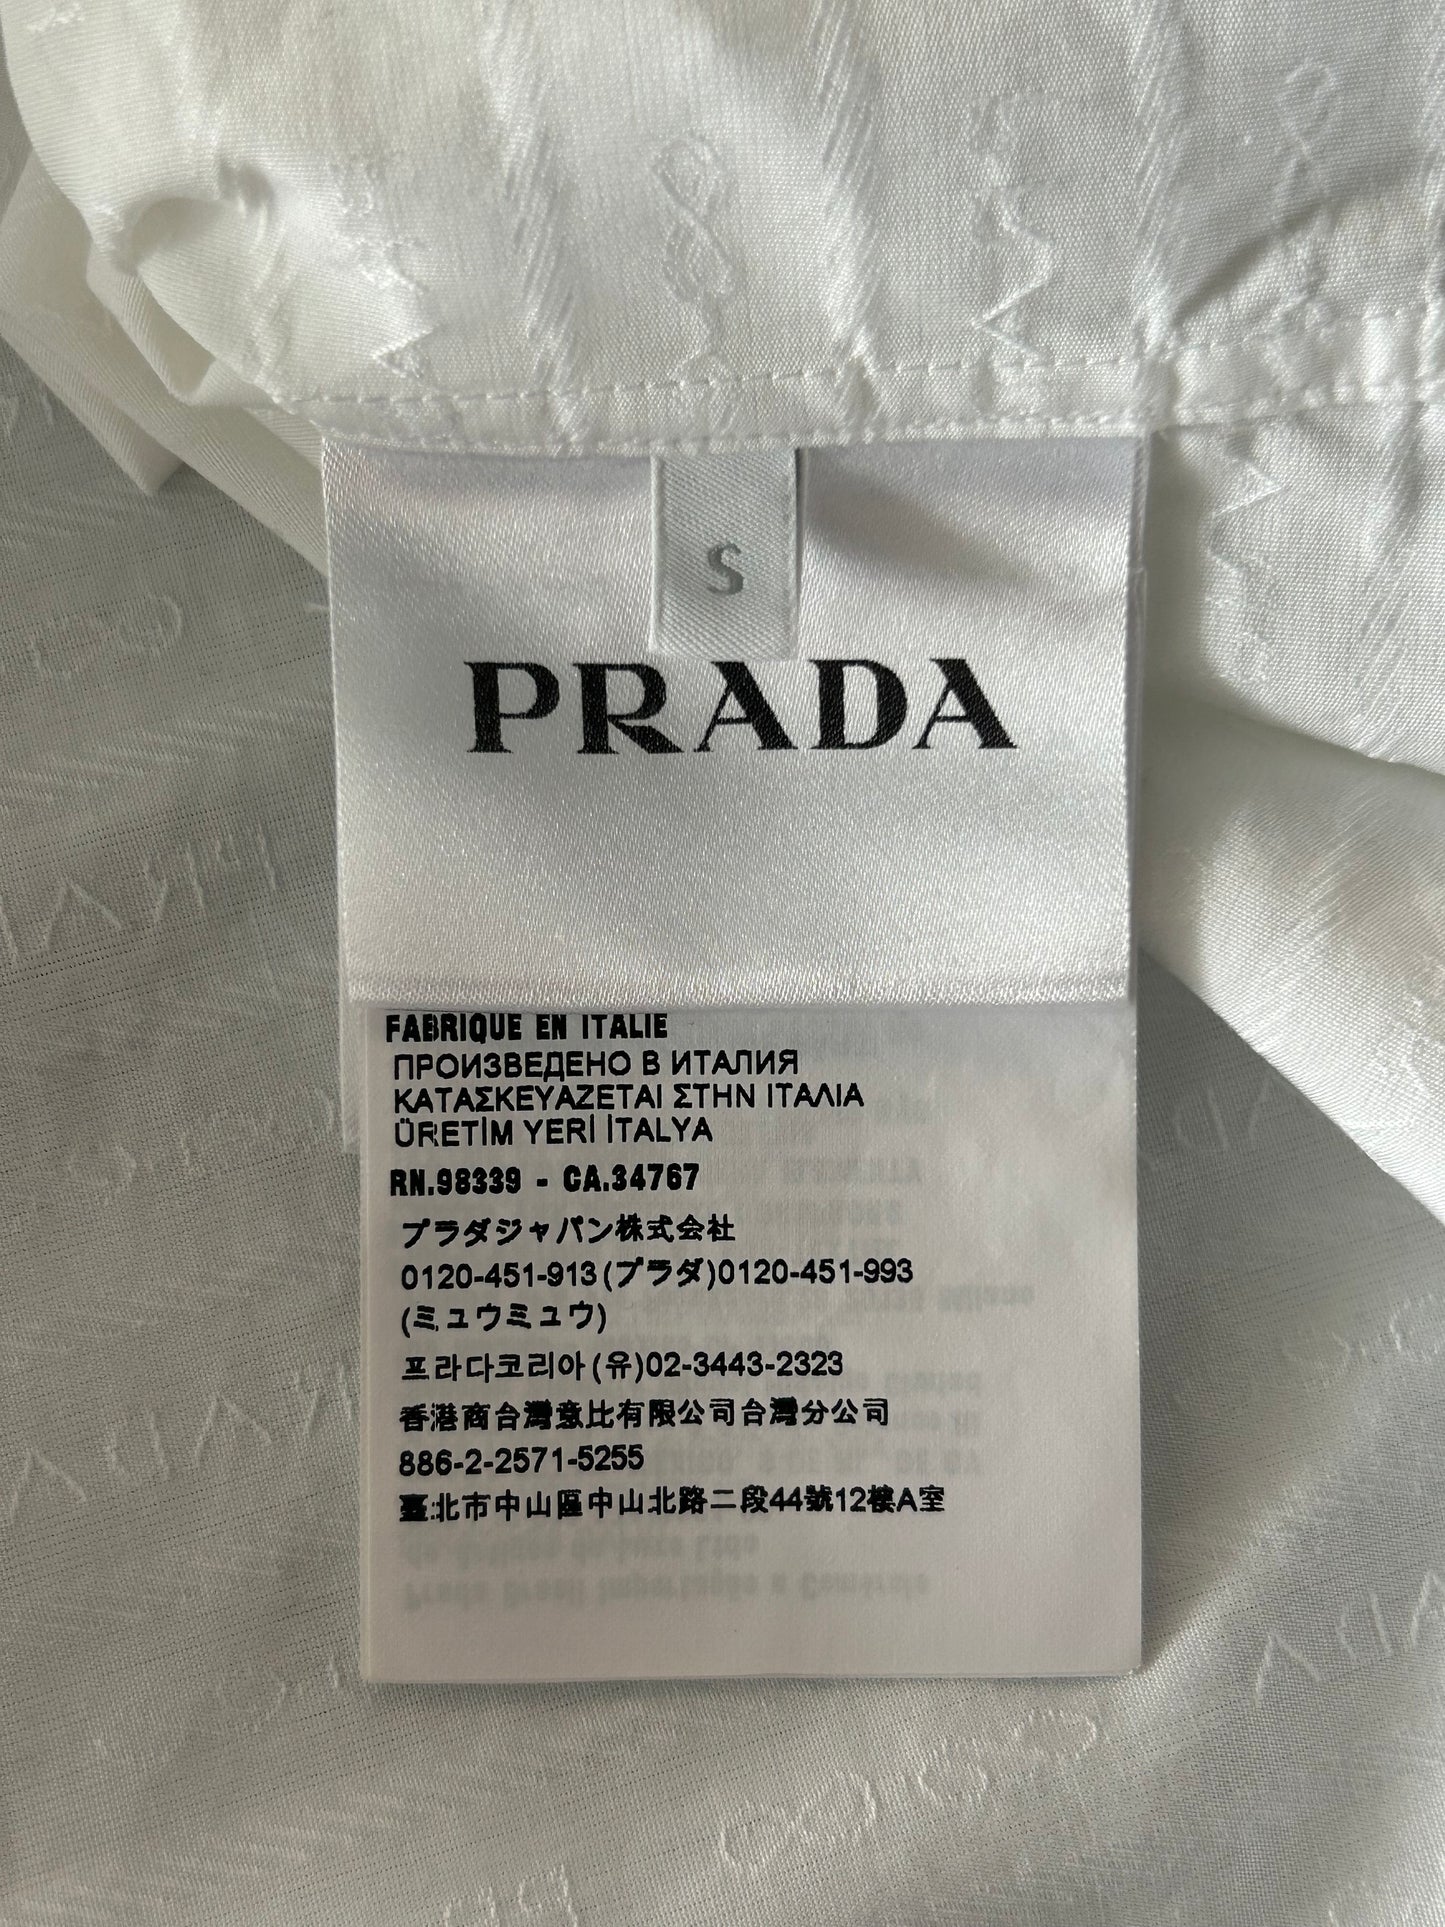 S
PRADA
FABRIQUE EN ITALIE
ПРОИЗВЕДЕНО В ИТАЛИЯ
ΚΑΤΑΣΚΕΥΑΖΕΤΑΙ ΣΤΗΝ ΙΤΑΛΙΑ
ÜRETİM YERİ İTALYA
RN.98339 - CA.34767
プラダジャパン株式会社
0120-451-913(プラダ)0120-451-993
(ミュウミュウ)
프라다코리아(유)02-3443-2323
香港商台灣意比有限公司台灣分公司
886-2-2571-5255
臺北市中山區中山北路二段44號12樓A室